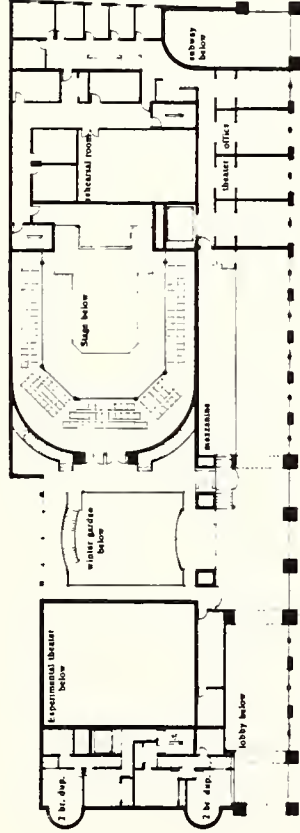 subway
below
rehearsal room
theater office
Stage below
mezzanine
winter garden
below
Experimental theater
below
lobby below
2 br. dup.
2 br. dup.